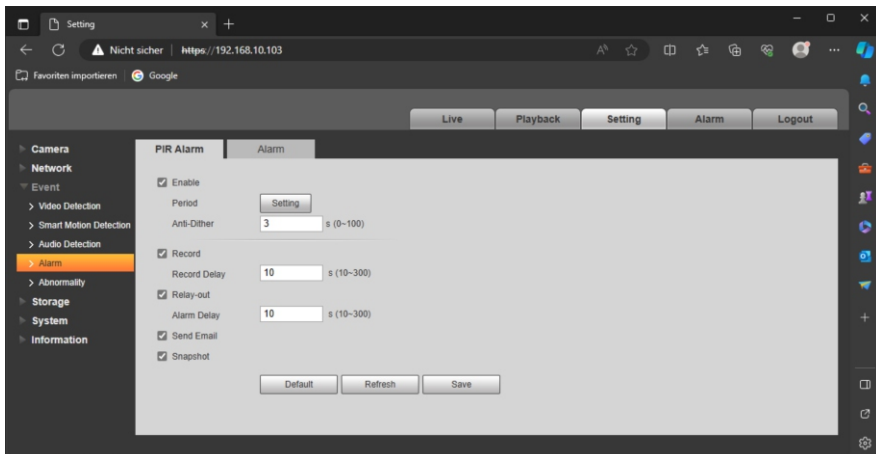 Setting
Nicht sicher https://192.168.10.103
Favoriten importieren Google
Live Playback Setting Alarm Logout
Camera
Network
Event
Video Detection
Smart Motion Detection
Audio Detection
Alarm
Abnormality
Storage
System
Information
PIR Alarm Alarm
Enable
Period Setting
Anti-Dither 3 s (0~100)
Record
Record Delay 10 s (10~300)
Relay-out
Alarm Delay 10 s (10~300)
Send Email
Snapshot
Default Refresh Save